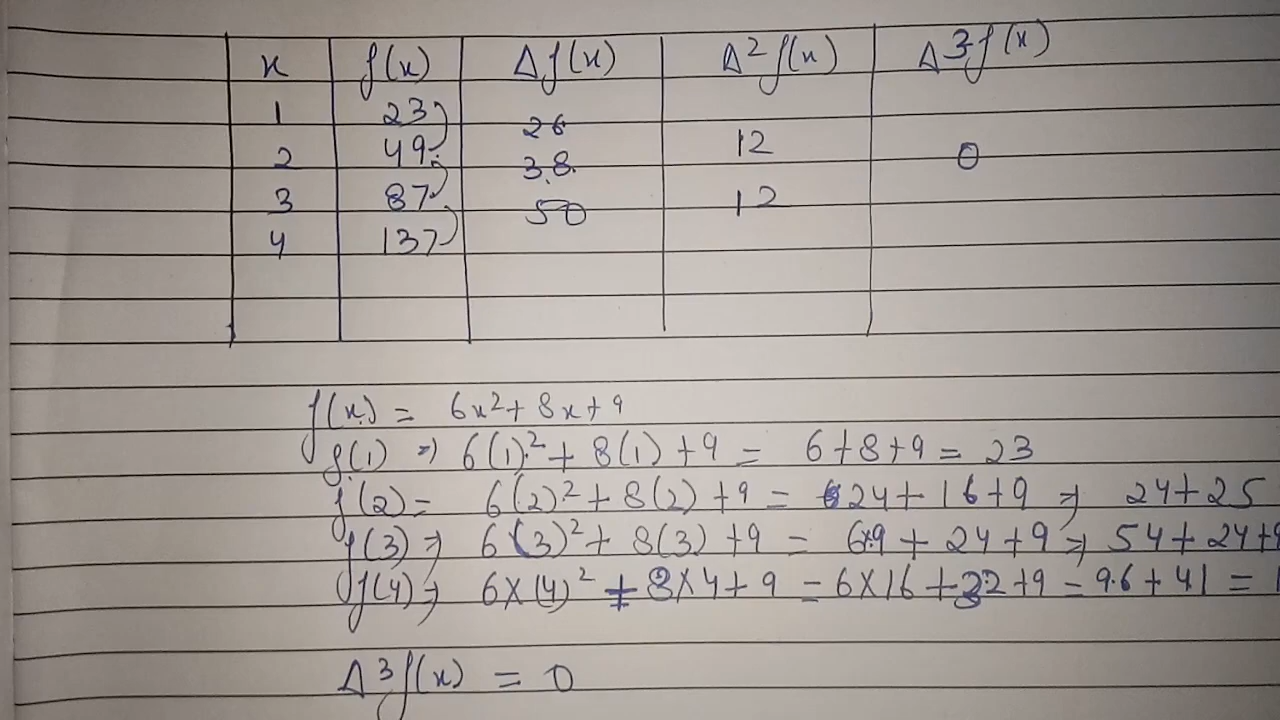 x f(x) Δf(x) Δ²f(x) Δ³f(x)
1 23
26
2 49 12
38 0
3 87 12
50
4 137
f(x) = 6x² + 8x + 9
f(1) ⇒ 6(1)² + 8(1) + 9 = 6 + 8 + 9 = 23
f(2) = 6(2)² + 8(2) + 9 = 24 + 16 + 9 ⇒ 24 + 25
f(3) ⇒ 6(3)² + 8(3) + 9 = 6×9 + 24 + 9 ⇒ 54 + 24 + 9
f(4) ⇒ 6×(4)² + 8×4 + 9 = 6×16 + 32 + 9 = 96 + 41 = 1
Δ³f(x) = 0